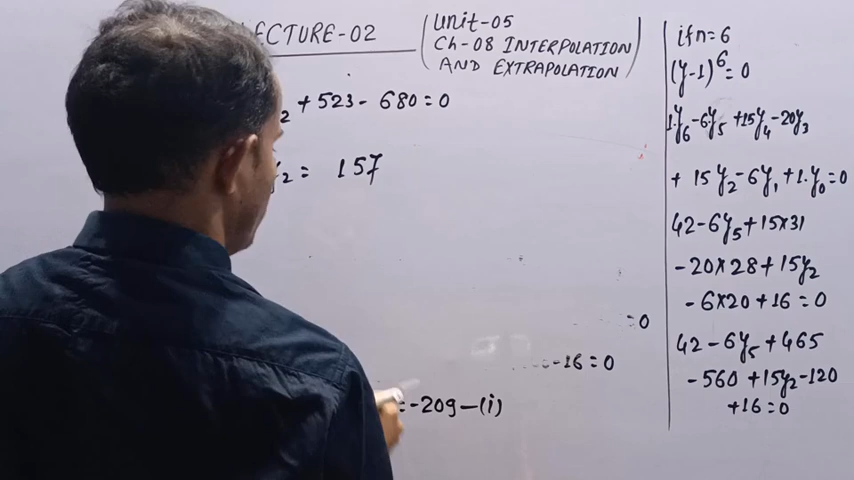 LECTURE-02
Unit-05
Ch-08 INTERPOLATION
AND EXTRAPOLATION
2 + 523 - 680 = 0
y2 = 157
= 0
-16 = 0
= -209 - (i)
if n = 6
(y-1)^6 = 0
1.y6 - 6y5 + 15y4 - 20y3
+ 15y2 - 6y1 + 1.y0 = 0
42 - 6y5 + 15×31
- 20×28 + 15y2
- 6×20 + 16 = 0
42 - 6y5 + 465
- 560 + 15y2 - 120
+ 16 = 0